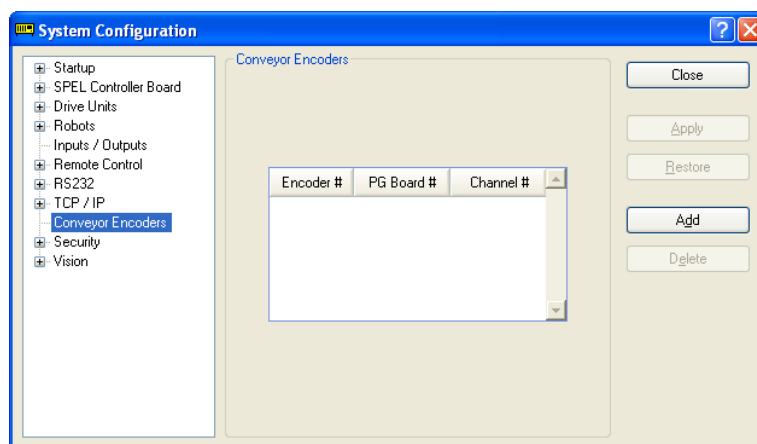 System Configuration
Startup
SPEL Controller Board
Drive Units
Robots
Inputs / Outputs
Remote Control
RS232
TCP / IP
Conveyor Encoders
Security
Vision
Conveyor Encoders
Encoder # PG Board # Channel #
Close
Apply
Restore
Add
Delete